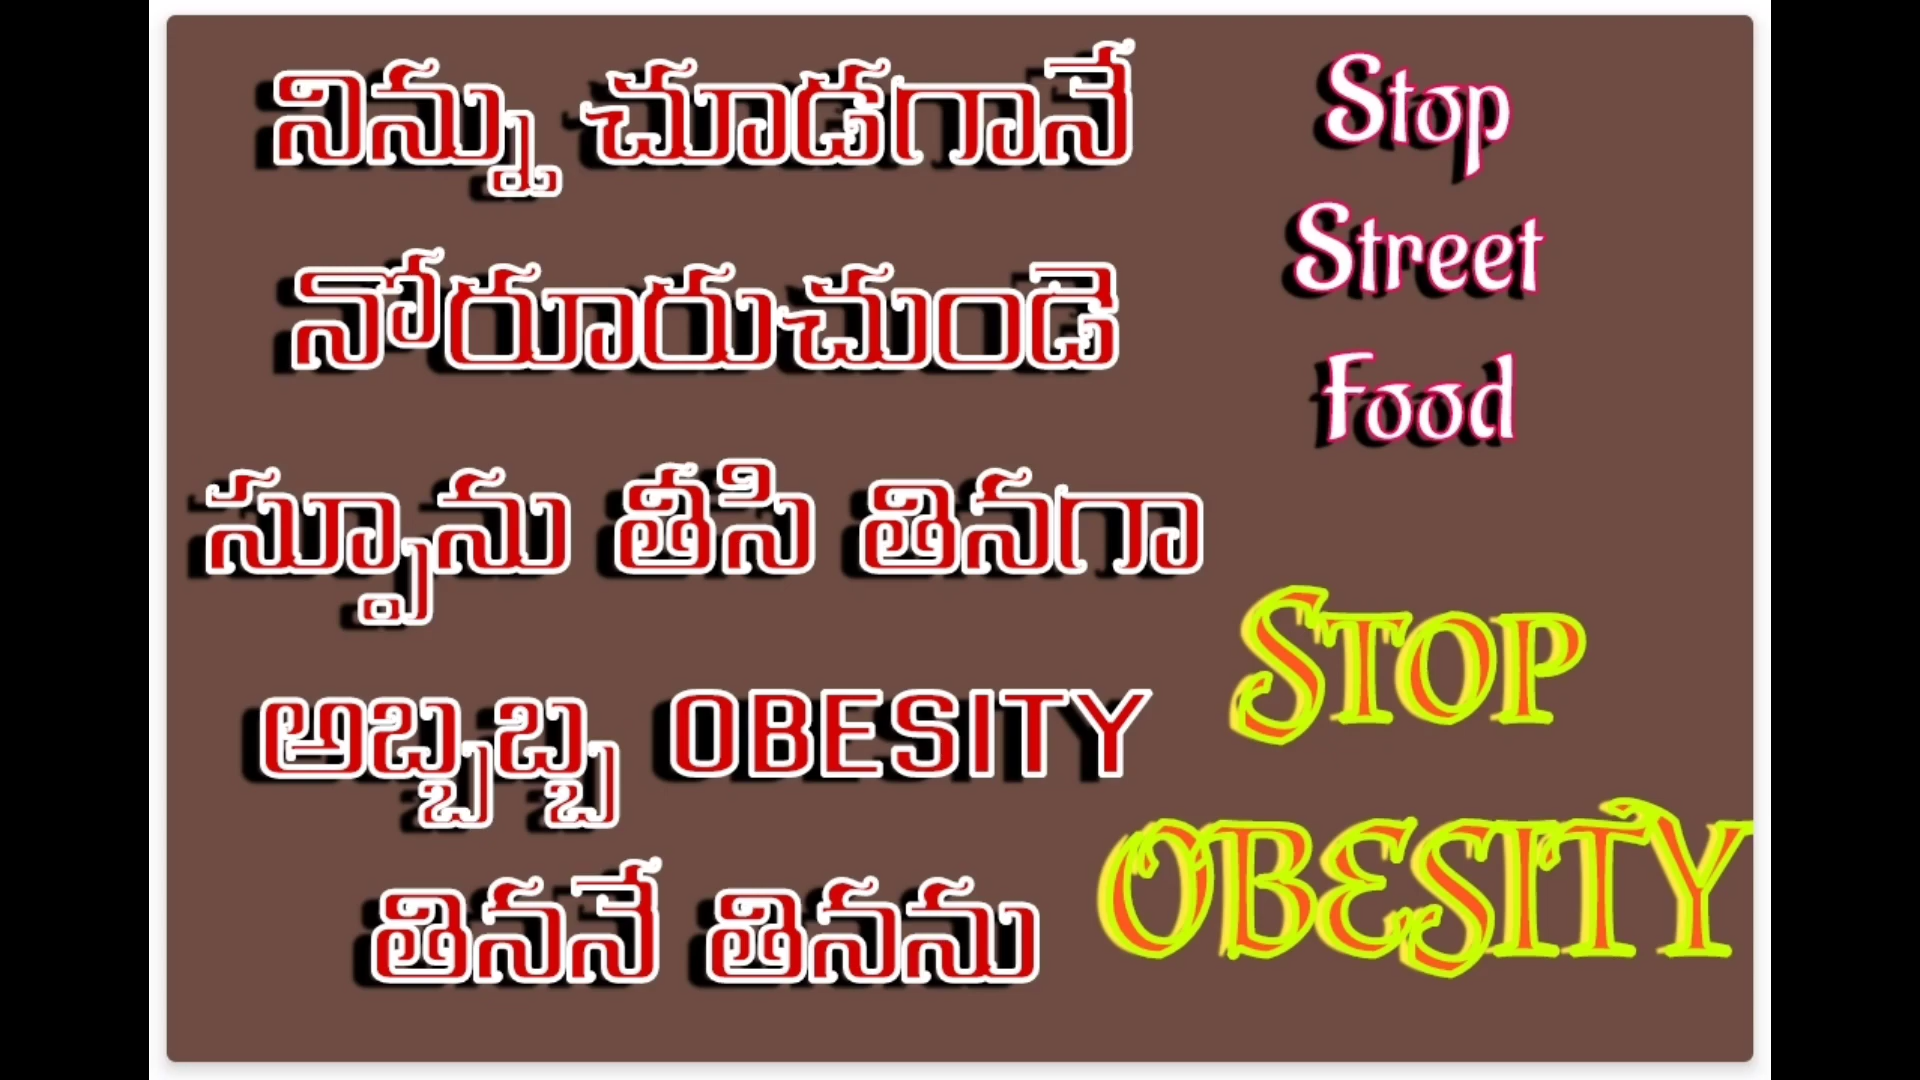 నిన్ను చూడగానే
నోరూరుచుండె
స్పూను తీసి తినగా
అబ్బబ్బ OBESITY
తిననే తినను
Stop
Street
Food
STOP
OBESITY